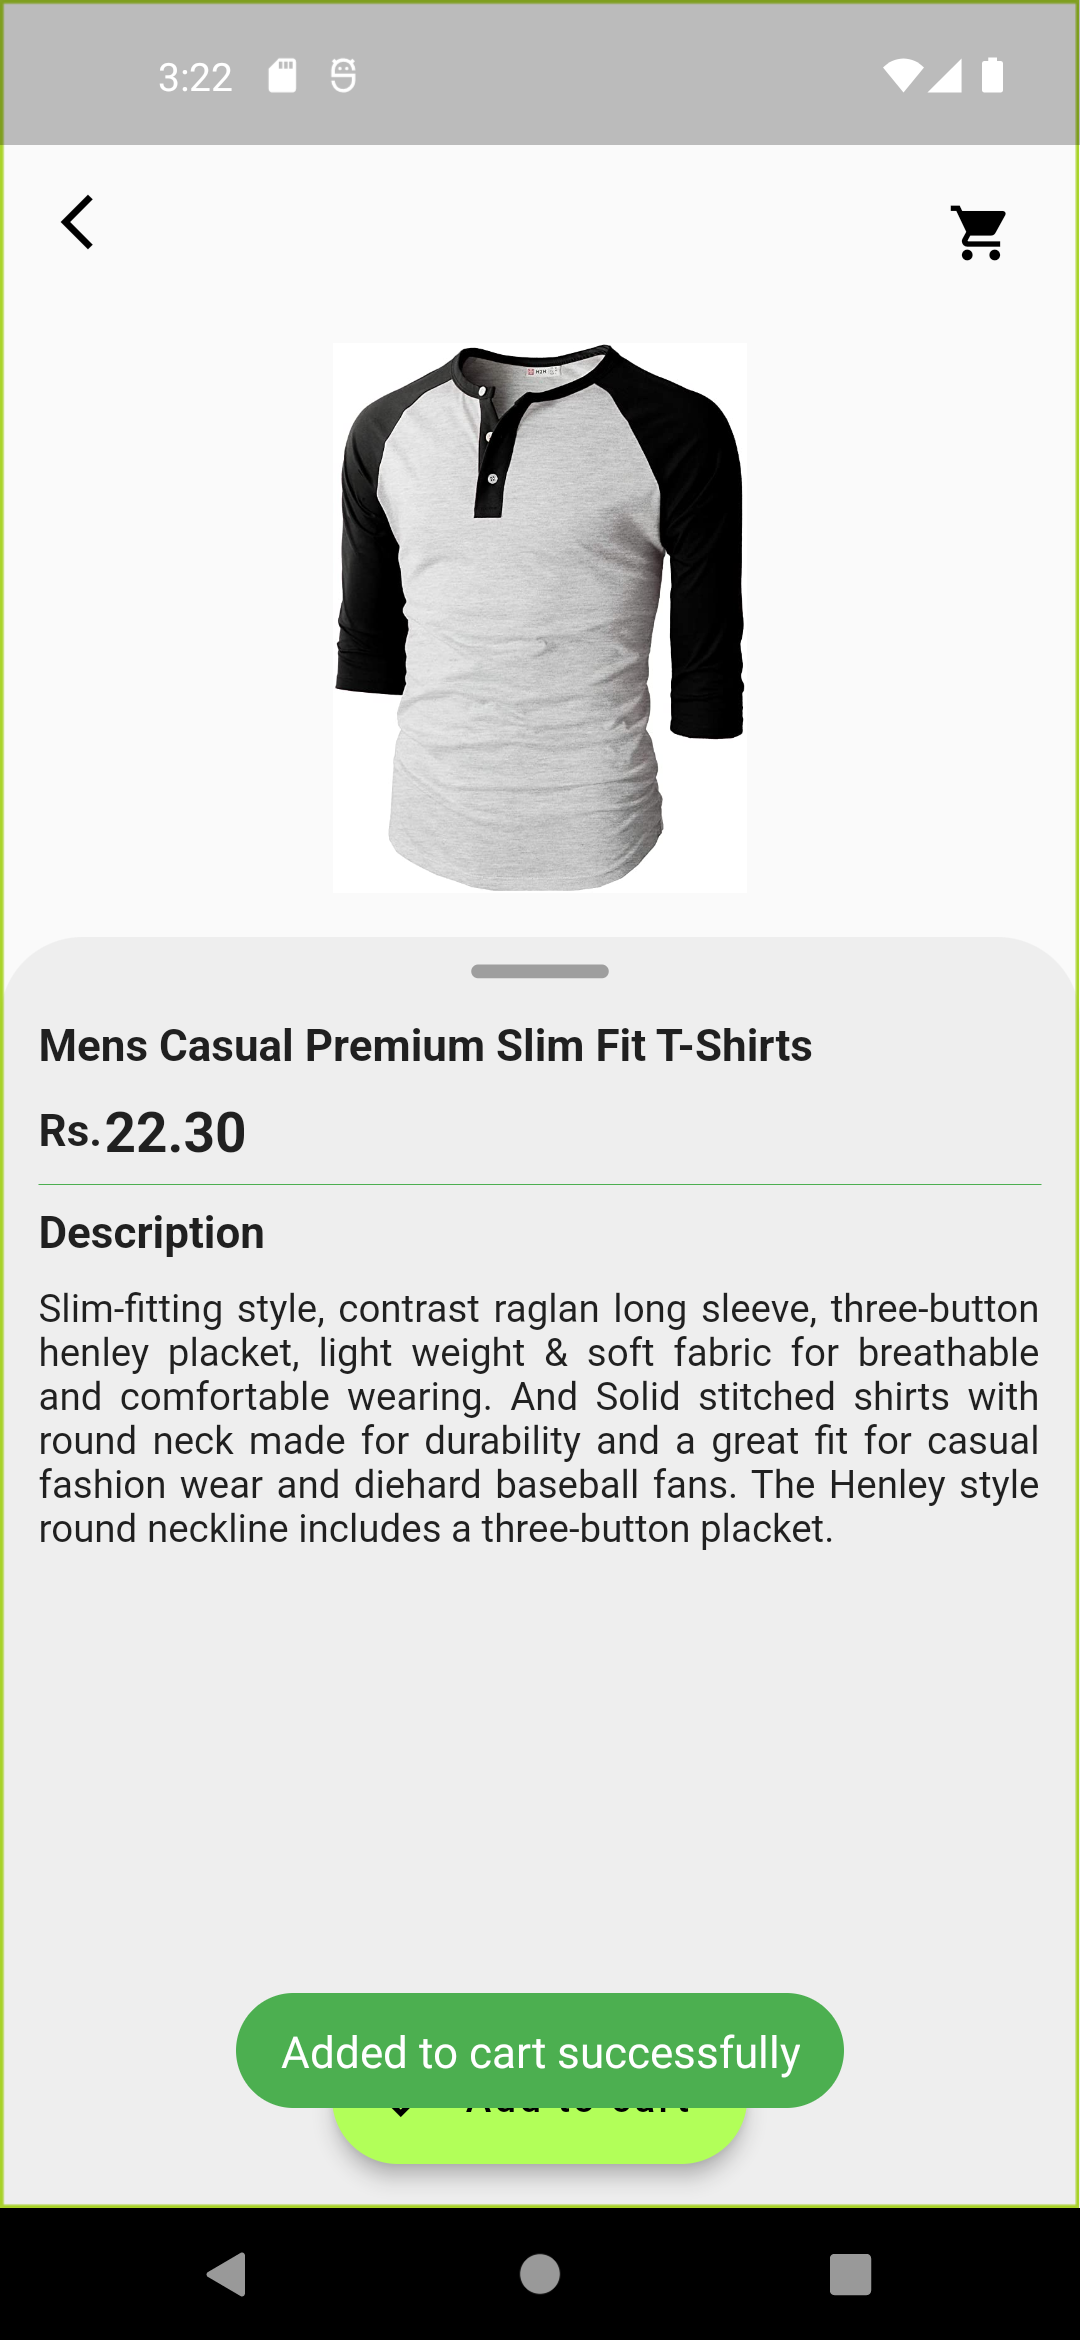 3:22
Mens Casual Premium Slim Fit T-Shirts
Rs.22.30
Description
Slim-fitting style, contrast raglan long sleeve, three-button
henley placket, light weight & soft fabric for breathable
and comfortable wearing. And Solid stitched shirts with
round neck made for durability and a great fit for casual
fashion wear and diehard baseball fans. The Henley style
round neckline includes a three-button placket.
Added to cart successfully
Add to cart